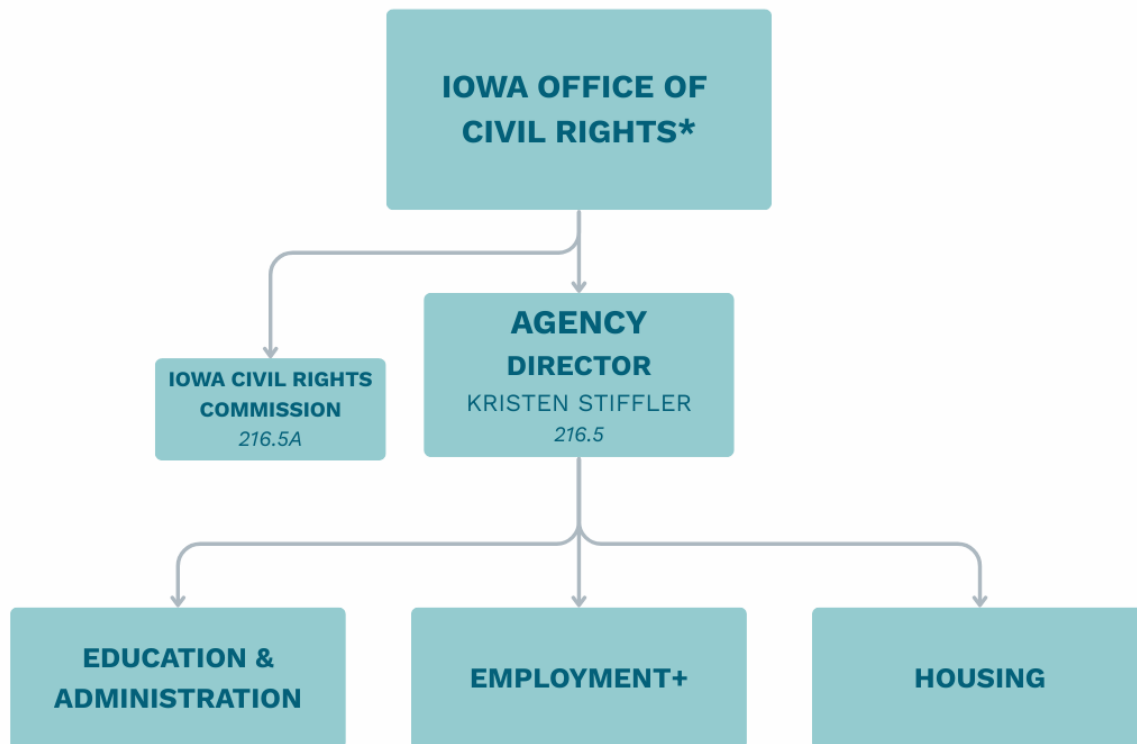 IOWA OFFICE OF
CIVIL RIGHTS*
AGENCY
DIRECTOR
KRISTEN STIFFLER
216.5
IOWA CIVIL RIGHTS
COMMISSION
216.5A
EDUCATION &
ADMINISTRATION
EMPLOYMENT+
HOUSING